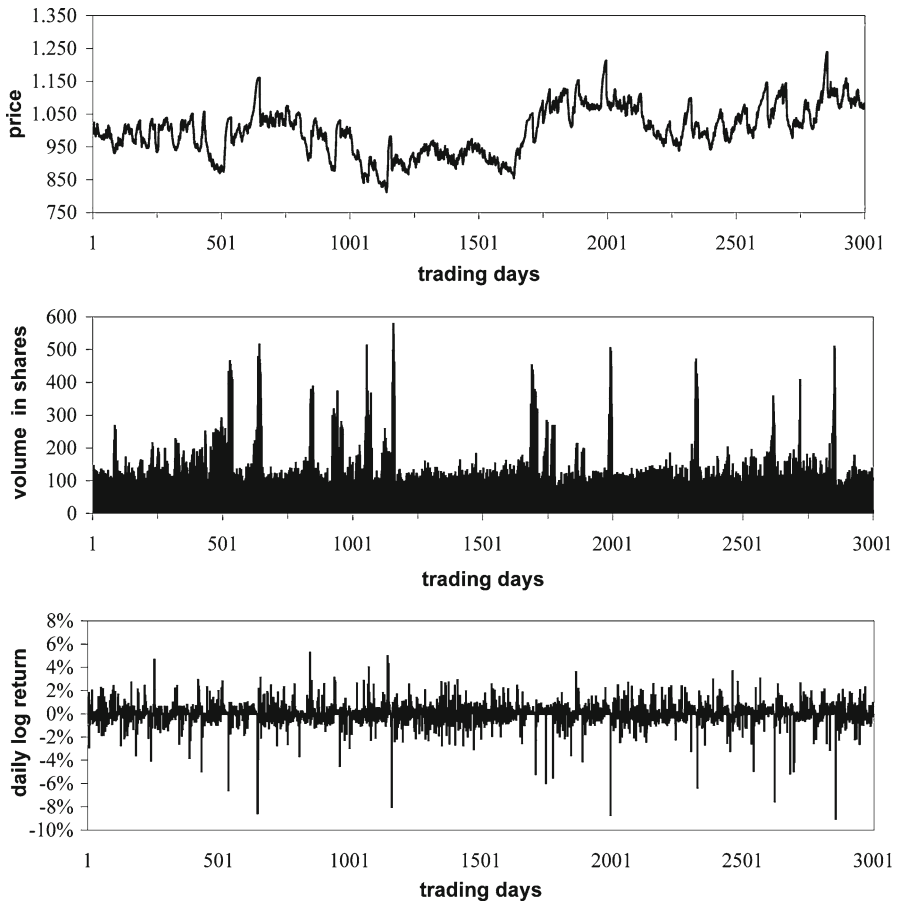 1.350
1.250
1.150
1.050
950
850
750
price
1 501 1001 1501 2001 2501 3001
trading days
600
500
400
300
200
100
0
volume in shares
1 501 1001 1501 2001 2501 3001
trading days
8%
6%
4%
2%
0%
-2%
-4%
-6%
-8%
-10%
daily log return
1 501 1001 1501 2001 2501 3001
trading days